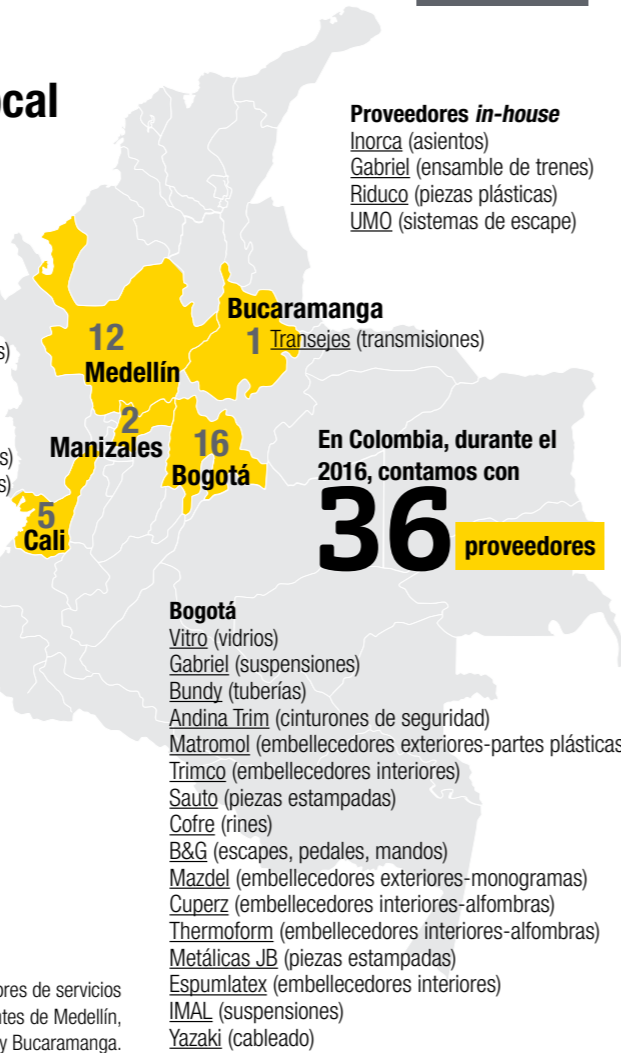 Proveedores in-house
Inorca (asientos)
Gabriel (ensamble de trenes)
Riduco (piezas plásticas)
UMO (sistemas de escape)
Bucaramanga
1 Transejes (transmisiones)
12
Medellín
2
Manizales
16
Bogotá
5
Cali
En Colombia, durante el
2016, contamos con
36 proveedores
Bogotá
Vitro (vidrios)
Gabriel (suspensiones)
Bundy (tuberías)
Andina Trim (cinturones de seguridad)
Matromol (embellecedores exteriores-partes plásticas
Trimco (embellecedores interiores)
Sauto (piezas estampadas)
Cofre (rines)
B&G (escapes, pedales, mandos)
Mazdel (embellecedores exteriores-monogramas)
Cuperz (embellecedores interiores-alfombras)
Thermoform (embellecedores interiores-alfombras)
Metálicas JB (piezas estampadas)
Espumlatex (embellecedores interiores)
IMAL (suspensiones)
Yazaki (cableado)
de servicios
de Medellín,
y Bucaramanga.